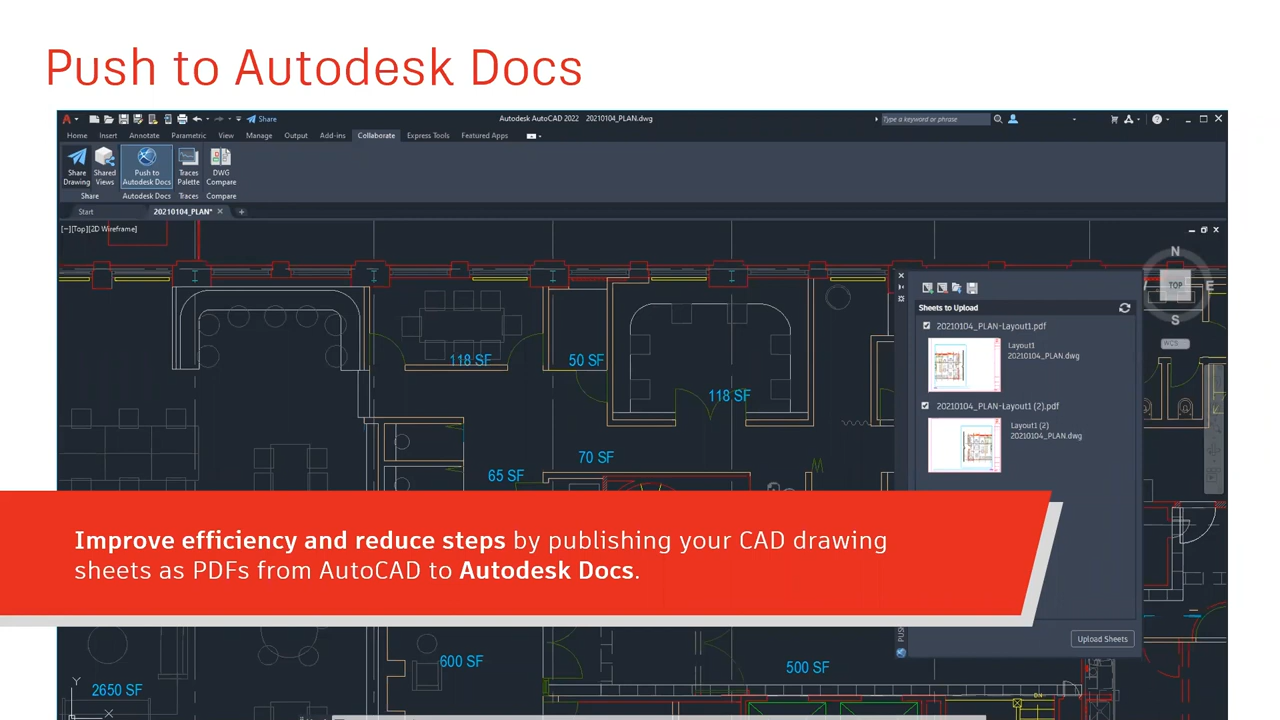 Push to Autodesk Docs
Share
Autodesk AutoCAD 2022 20210104_PLAN.dwg
Type a keyword or phrase
Home Insert Annotate Parametric View Manage Output Add-ins Collaborate Express Tools Featured Apps
Share Drawing
Shared Views
Push to Autodesk Docs
Traces Palette
DWG Compare
Share Autodesk Docs Traces Compare
Start 20210104_PLAN*
[−][Top][2D Wireframe]
N
TOP
E
S
WCS
Sheets to Upload
20210104_PLAN-Layout1.pdf
Layout1
20210104_PLAN.dwg
20210104_PLAN-Layout1 (2).pdf
Layout1 (2)
20210104_PLAN.dwg
118 SF
50 SF
118 SF
70 SF
65 SF
Improve efficiency and reduce steps by publishing your CAD drawing
sheets as PDFs from AutoCAD to Autodesk Docs.
Upload Sheets
600 SF
500 SF
2650 SF
Y
X
DN